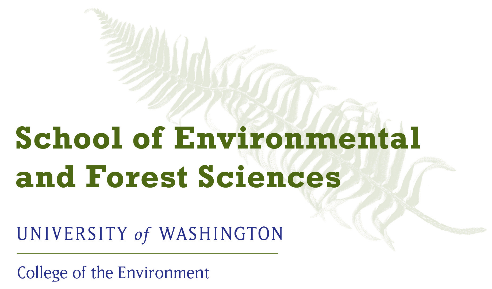 School of Environmental
and Forest Sciences
UNIVERSITY of WASHINGTON
College of the Environment